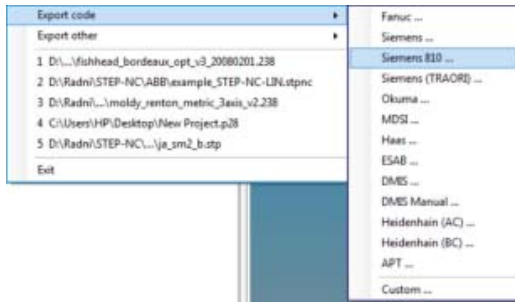 Export code
Export other
1 D:\...\fishhead_bordeaux_opt_v3_20080201.238
2 D:\Radni\STEP-NC\ABB\example_STEP-NC-LIN.stpnc
3 D:\Radni\...\moldy_renton_metric_3axis_v2.238
4 C:\Users\HP\Desktop\New Project.p28
5 D:\Radni\STEP-NC\...\ja_sm2_b.stp
Exit
Fanuc ...
Siemens ...
Siemens 810 ...
Siemens (TRAORI) ...
Okuma ...
MDSI ...
Haas ...
ESAB ...
DMIS ...
DMIS Manual ...
Heidenhain (AC) ...
Heidenhain (BC) ...
APT ...
Custom ...